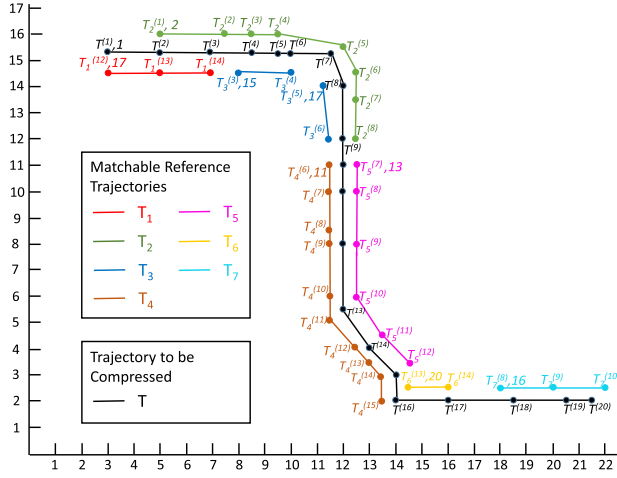 17
16
15
14
13
12
11
10
9
8
7
6
5
4
3
2
1
T₂⁽¹⁾, 2
T₂⁽²⁾
T₂⁽³⁾
T₂⁽⁴⁾
T₂⁽⁵⁾
T₂⁽⁶⁾
T₂⁽⁷⁾
T₂⁽⁸⁾
T⁽¹⁾,1
T⁽²⁾
T⁽³⁾
T⁽⁴⁾
T⁽⁵⁾
T⁽⁶⁾
T⁽⁷⁾
T⁽⁸⁾
T⁽⁹⁾
T₁⁽¹²⁾,17
T₁⁽¹³⁾
T₁⁽¹⁴⁾
T₃⁽³⁾,15
T₃⁽⁴⁾
T₃⁽⁵⁾,17
T₃⁽⁶⁾
T₄⁽⁶⁾,11
T₄⁽⁷⁾
T₄⁽⁸⁾
T₄⁽⁹⁾
T₄⁽¹⁰⁾
T₄⁽¹¹⁾
T₄⁽¹²⁾
T₄⁽¹³⁾
T₄⁽¹⁴⁾
T₄⁽¹⁵⁾
T₅⁽⁷⁾,13
T₅⁽⁸⁾
T₅⁽⁹⁾
T₅⁽¹⁰⁾
T₅⁽¹¹⁾
T₅⁽¹²⁾
T⁽¹³⁾
T⁽¹⁴⁾
T₆⁽¹³⁾,20
T₆⁽¹⁴⁾
T₇⁽⁸⁾,16
T₇⁽⁹⁾
T₇⁽¹⁰
T⁽¹⁶⁾
T⁽¹⁷⁾
T⁽¹⁸⁾
T⁽¹⁹⁾
T⁽²⁰⁾
Matchable Reference
Trajectories
T₁
T₅
T₂
T₆
T₃
T₇
T₄
Trajectory to be
Compressed
T
1 2 3 4 5 6 7 8 9 10 11 12 13 14 15 16 17 18 19 20 21 22